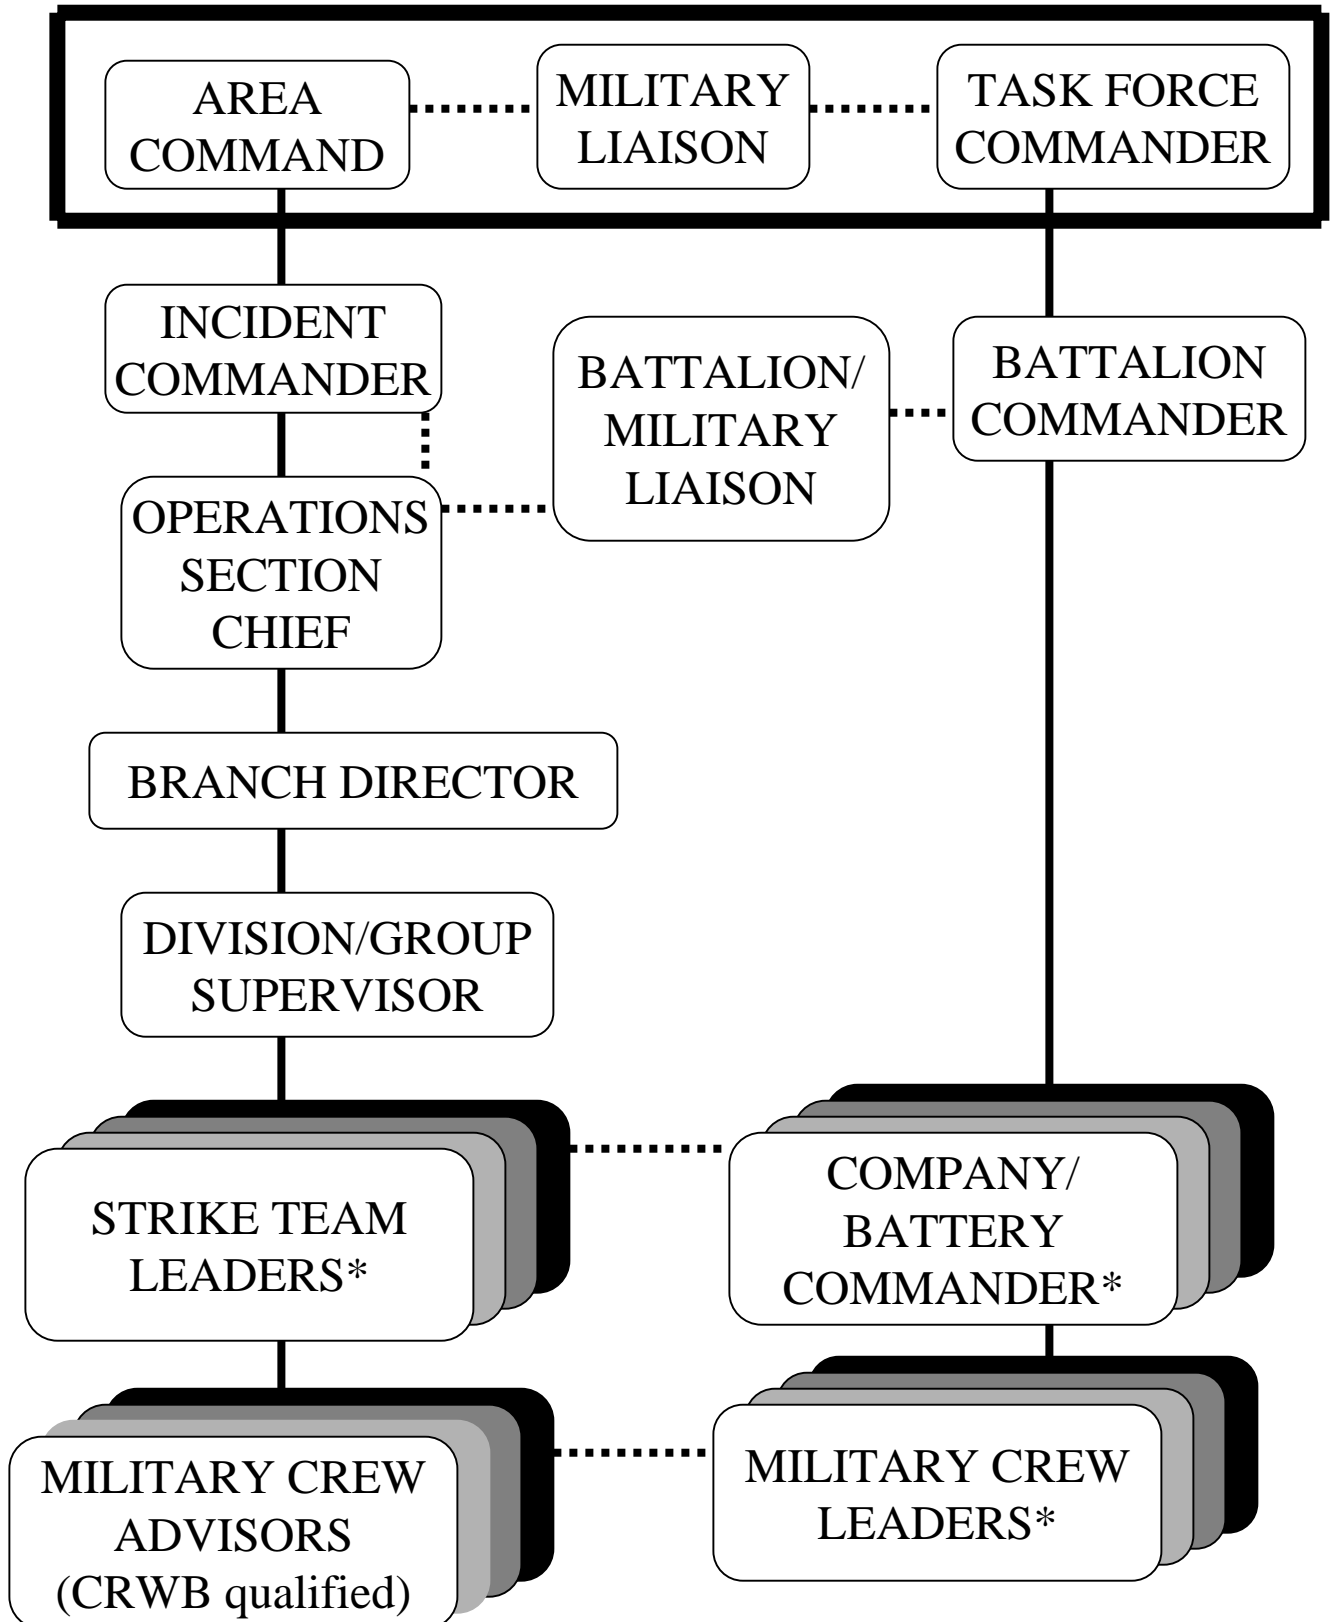 AREA
COMMAND
MILITARY
LIAISON
TASK FORCE
COMMANDER
INCIDENT
COMMANDER
BATTALION/
MILITARY
LIAISON
BATTALION
COMMANDER
OPERATIONS
SECTION
CHIEF
BRANCH DIRECTOR
DIVISION/GROUP
SUPERVISOR
STRIKE TEAM
LEADERS*
COMPANY/
BATTERY
COMMANDER*
MILITARY CREW
ADVISORS
(CRWB qualified)
MILITARY CREW
LEADERS*